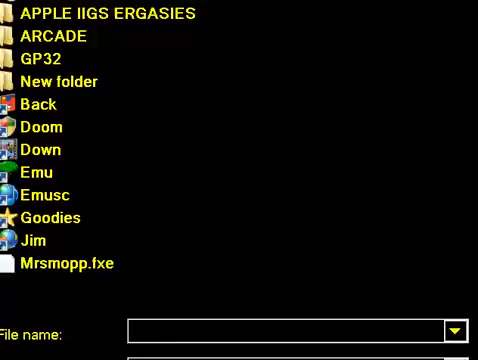 APPLE IIGS ERGASIES
ARCADE
GP32
New folder
Back
Doom
Down
Emu
Emusc
Goodies
Jim
Mrsmopp.fxe
File name: